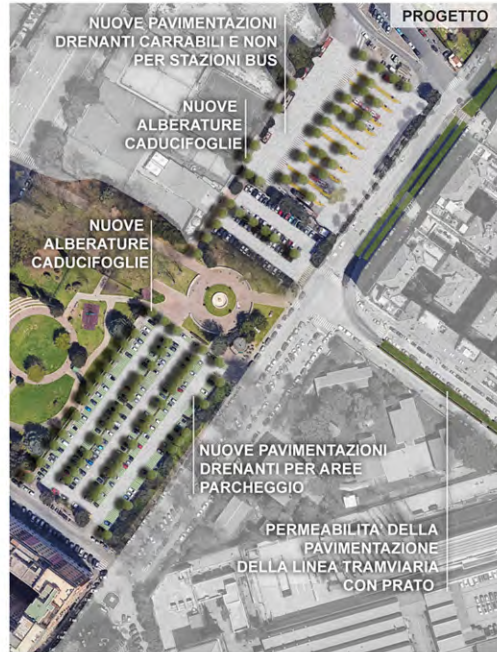 PROGETTO
NUOVE PAVIMENTAZIONI
DRENANTI CARRABILI E NON
PER STAZIONI BUS
NUOVE
ALBERATURE
CADUCIFOGLIE
NUOVE
ALBERATURE
CADUCIFOGLIE
NUOVE PAVIMENTAZIONI
DRENANTI PER AREE
PARCHEGGIO
PERMEABILITA' DELLA
PAVIMENTAZIONE
DELLA LINEA TRAMVIARIA
CON PRATO